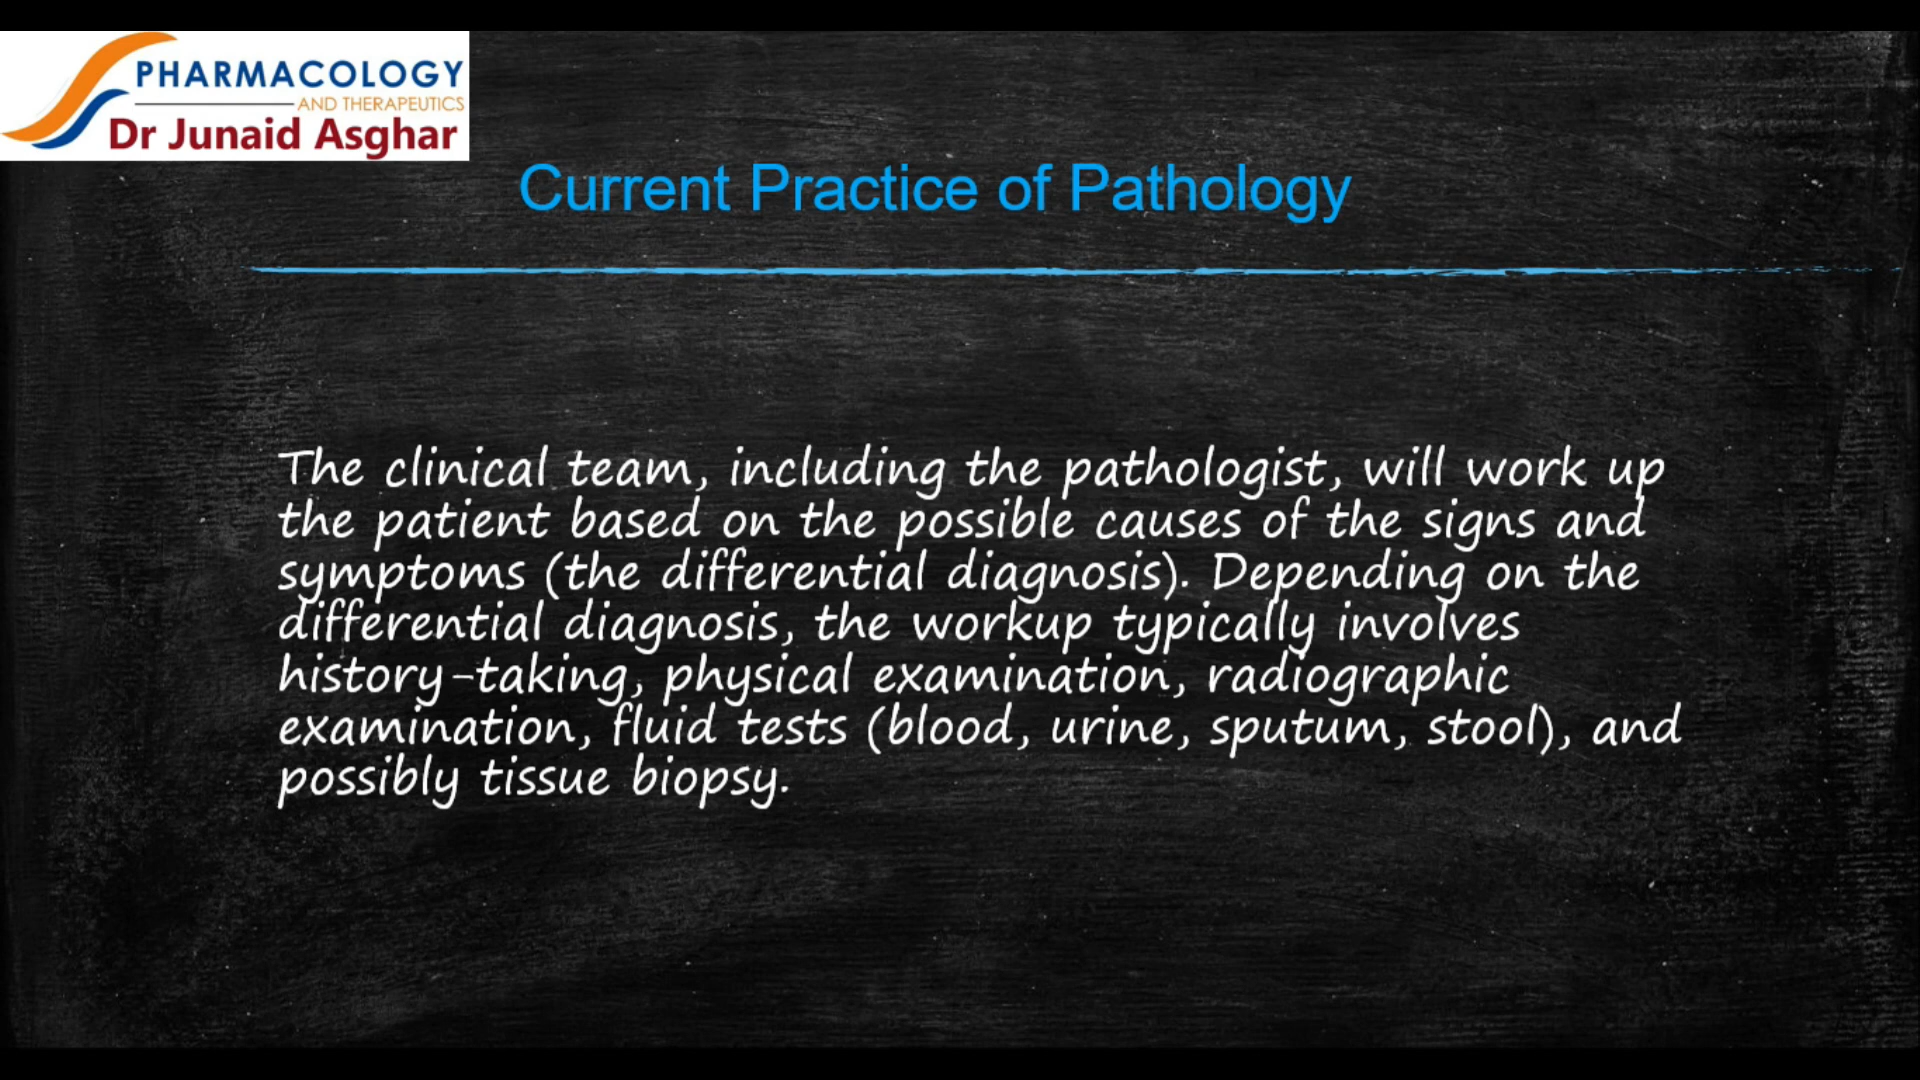 PHARMACOLOGY
AND THERAPEUTICS
Dr Junaid Asghar
Current Practice of Pathology
The clinical team, including the pathologist, will work up
the patient based on the possible causes of the signs and
symptoms (the differential diagnosis). Depending on the
differential diagnosis, the workup typically involves
history-taking, physical examination, radiographic
examination, fluid tests (blood, urine, sputum, stool), and
possibly tissue biopsy.